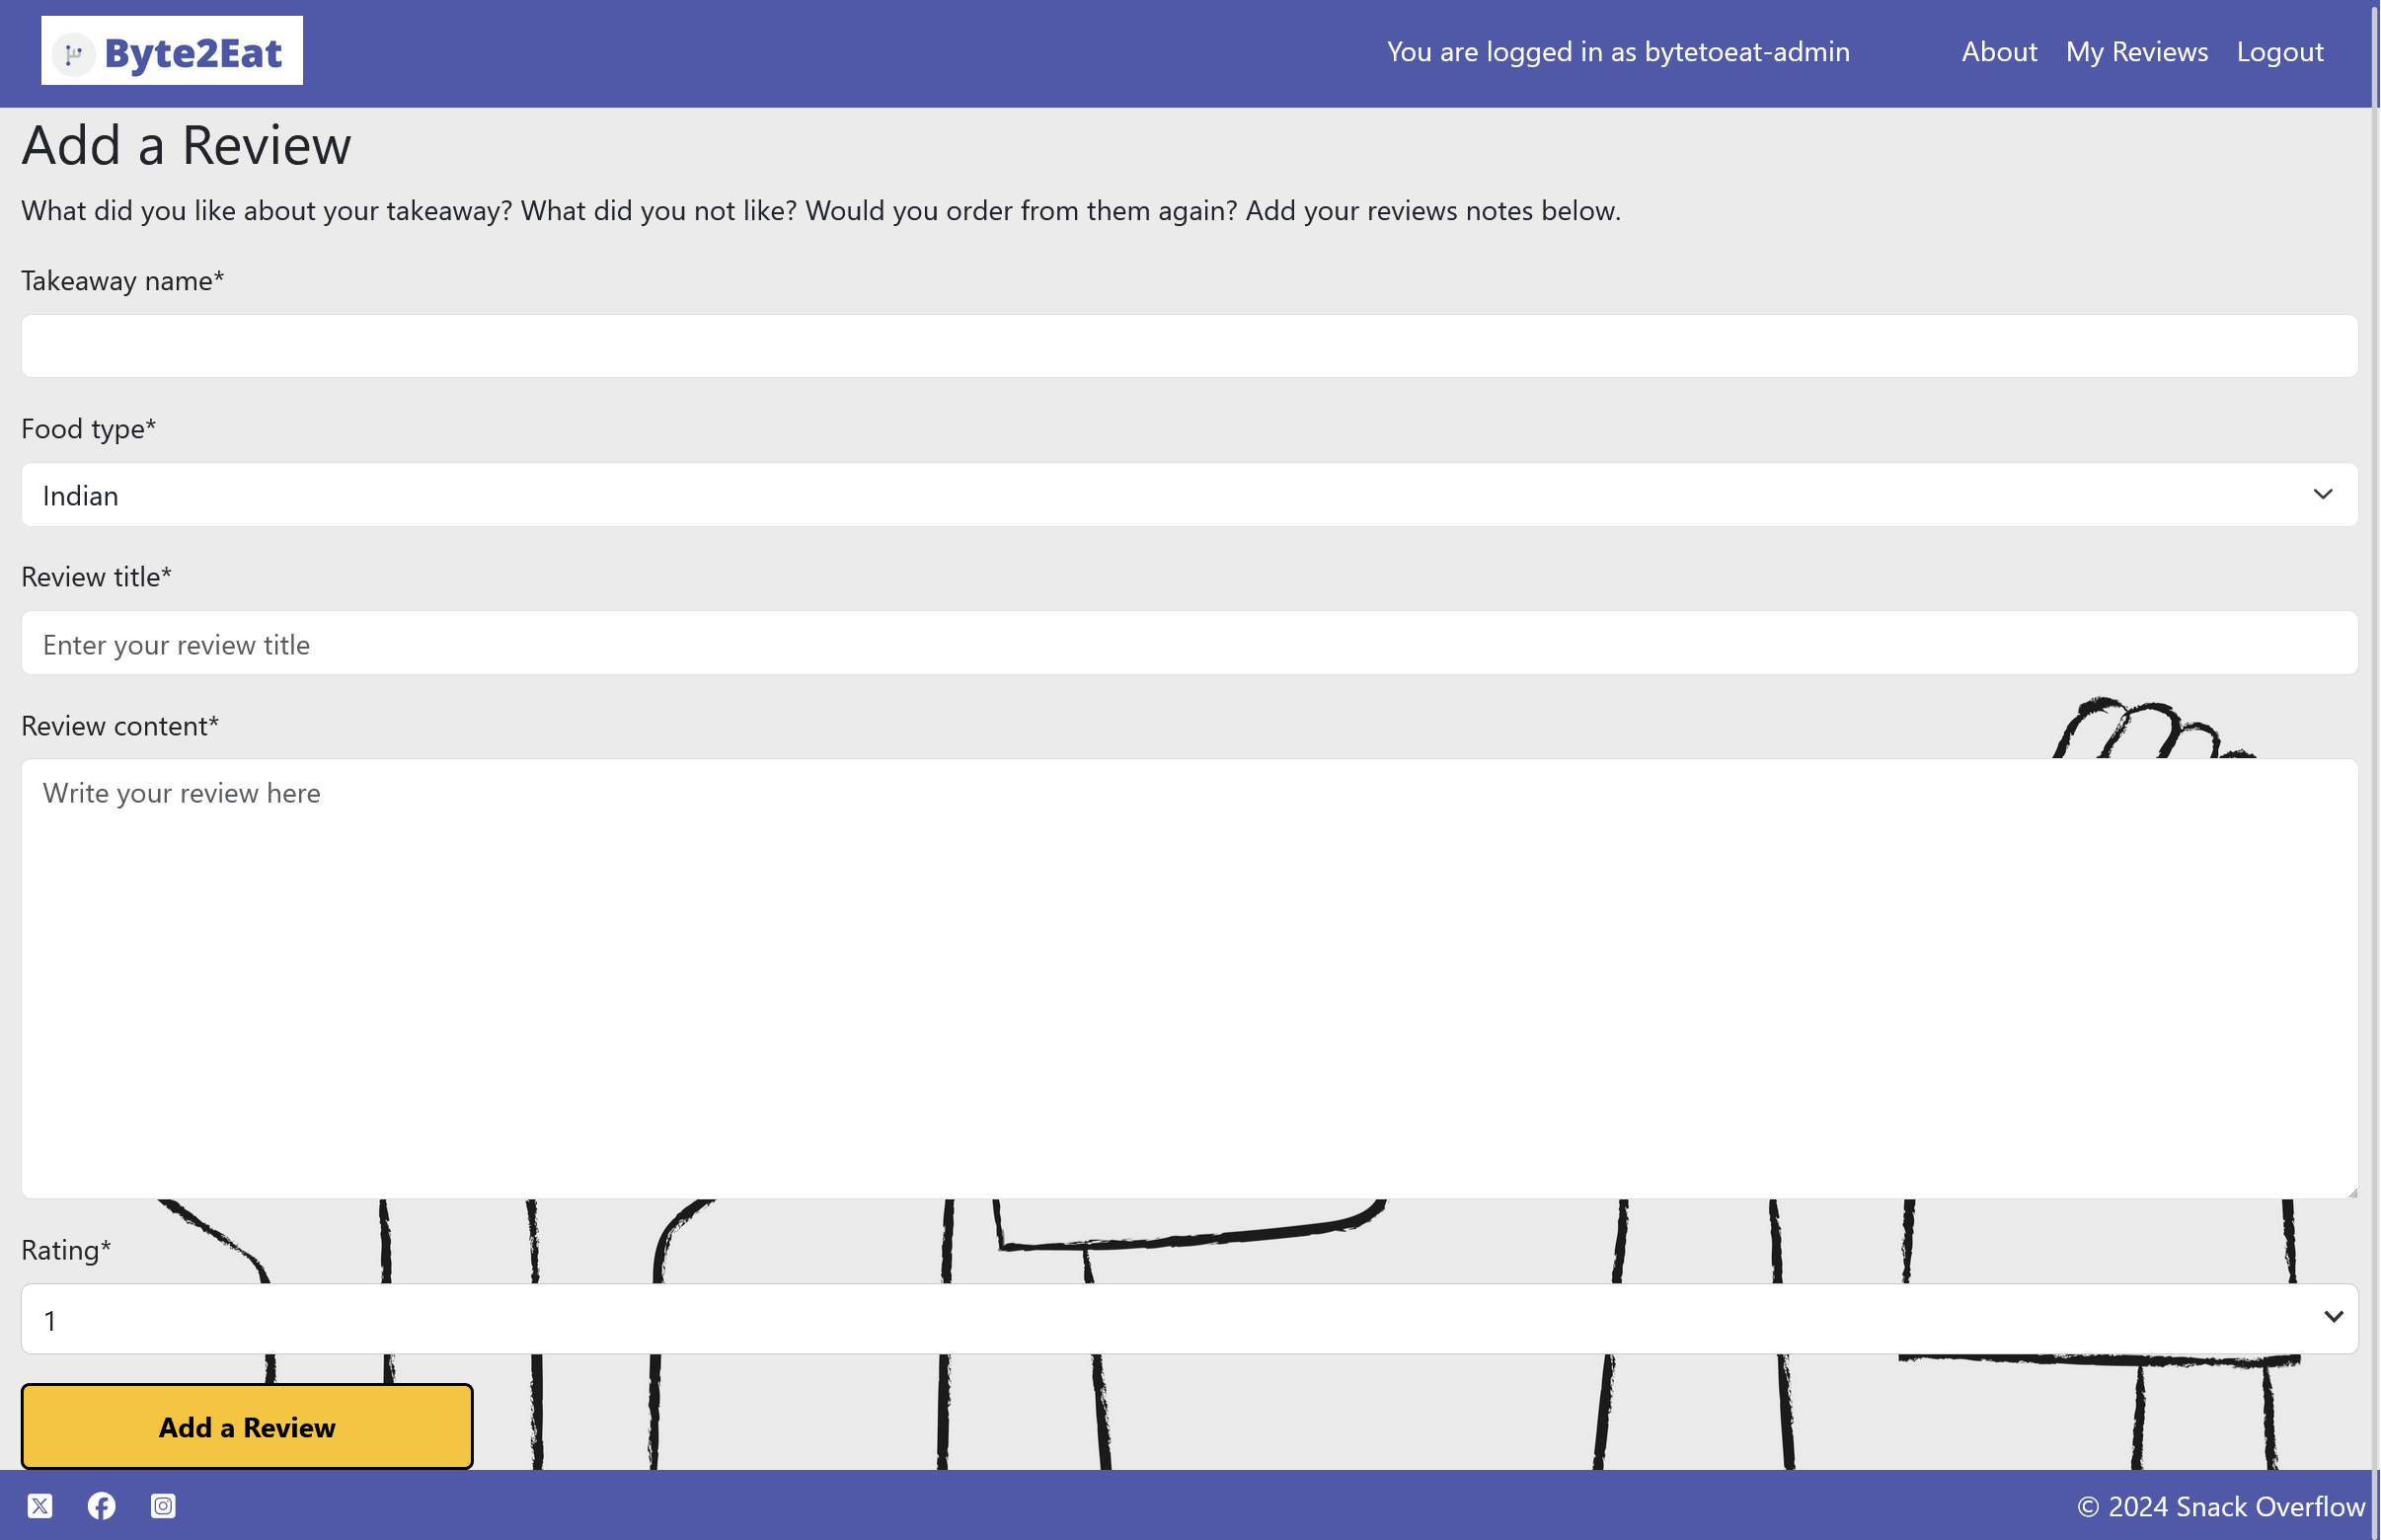 Byte2Eat
You are logged in as bytetoeat-admin
About
My Reviews
Logout
Add a Review
What did you like about your takeaway? What did you not like? Would you order from them again? Add your reviews notes below.
Takeaway name*
Food type*
Indian
Review title*
Enter your review title
Review content*
Write your review here
Rating*
1
Add a Review
© 2024 Snack Overflow